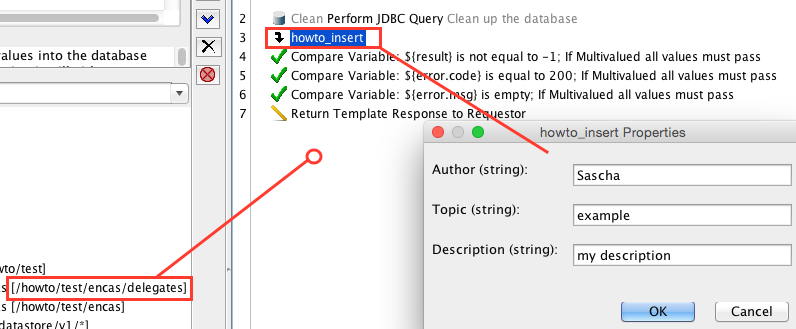 values into the database
2 Clean Perform JDBC Query Clean up the database
3 howto_insert
4 Compare Variable: ${result} is not equal to -1; If Multivalued all values must pass
5 Compare Variable: ${error.code} is equal to 200; If Multivalued all values must pass
6 Compare Variable: ${error.msg} is empty; If Multivalued all values must pass
7 Return Template Response to Requestor
howto_insert Properties
Author (string): Sascha
Topic (string): example
Description (string): my description
OK Cancel
wto/test]
s [/howto/test/encas/delegates]
s [/howto/test/encas]
datastore/v1/*]